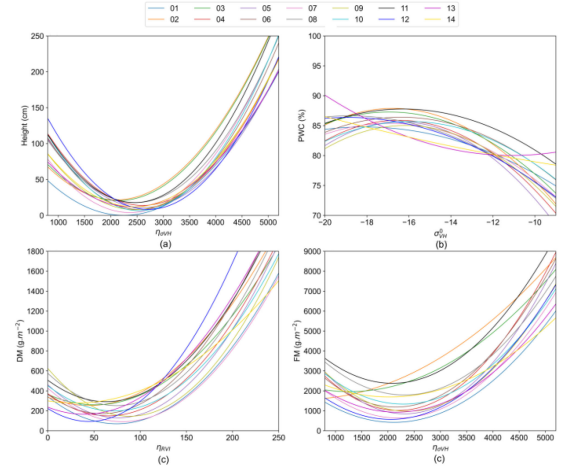 01 03 05 07 09 11 13
02 04 06 08 10 12 14
250
200
150
100
50
0
Height (cm)
1000 1500 2000 2500 3000 3500 4000 4500 5000
ησVH
(a)
100
95
90
85
80
75
70
PWC (%)
−20 −18 −16 −14 −12 −10
σ⁰VH
(b)
1800
1600
1400
1200
1000
800
600
400
200
0
DM (g.m⁻²)
0 50 100 150 200 250
ηRVI
(c)
9000
8000
7000
6000
5000
4000
3000
2000
1000
0
FM (g.m⁻²)
1000 1500 2000 2500 3000 3500 4000 4500 5000
ησVH
(c)